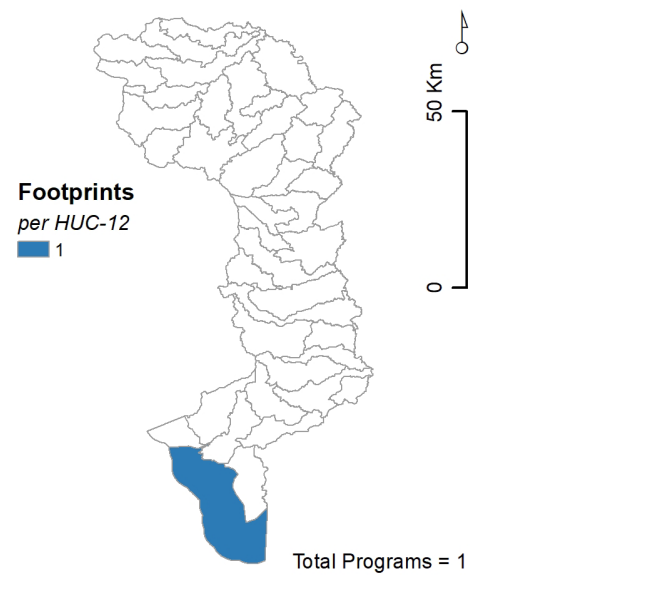 50 Km
0
Footprints
per HUC-12
1
Total Programs = 1